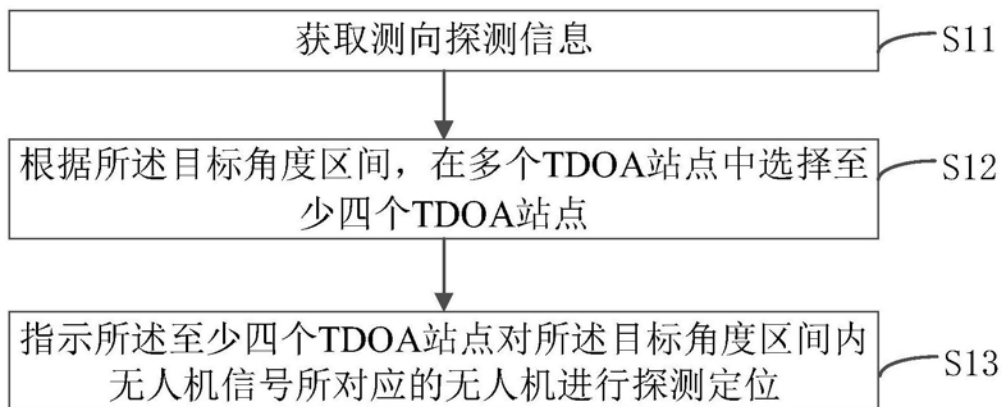 获取测向探测信息
S11
根据所述目标角度区间，在多个TDOA站点中选择至
少四个TDOA站点
S12
指示所述至少四个TDOA站点对所述目标角度区间内
无人机信号所对应的无人机进行探测定位
S13